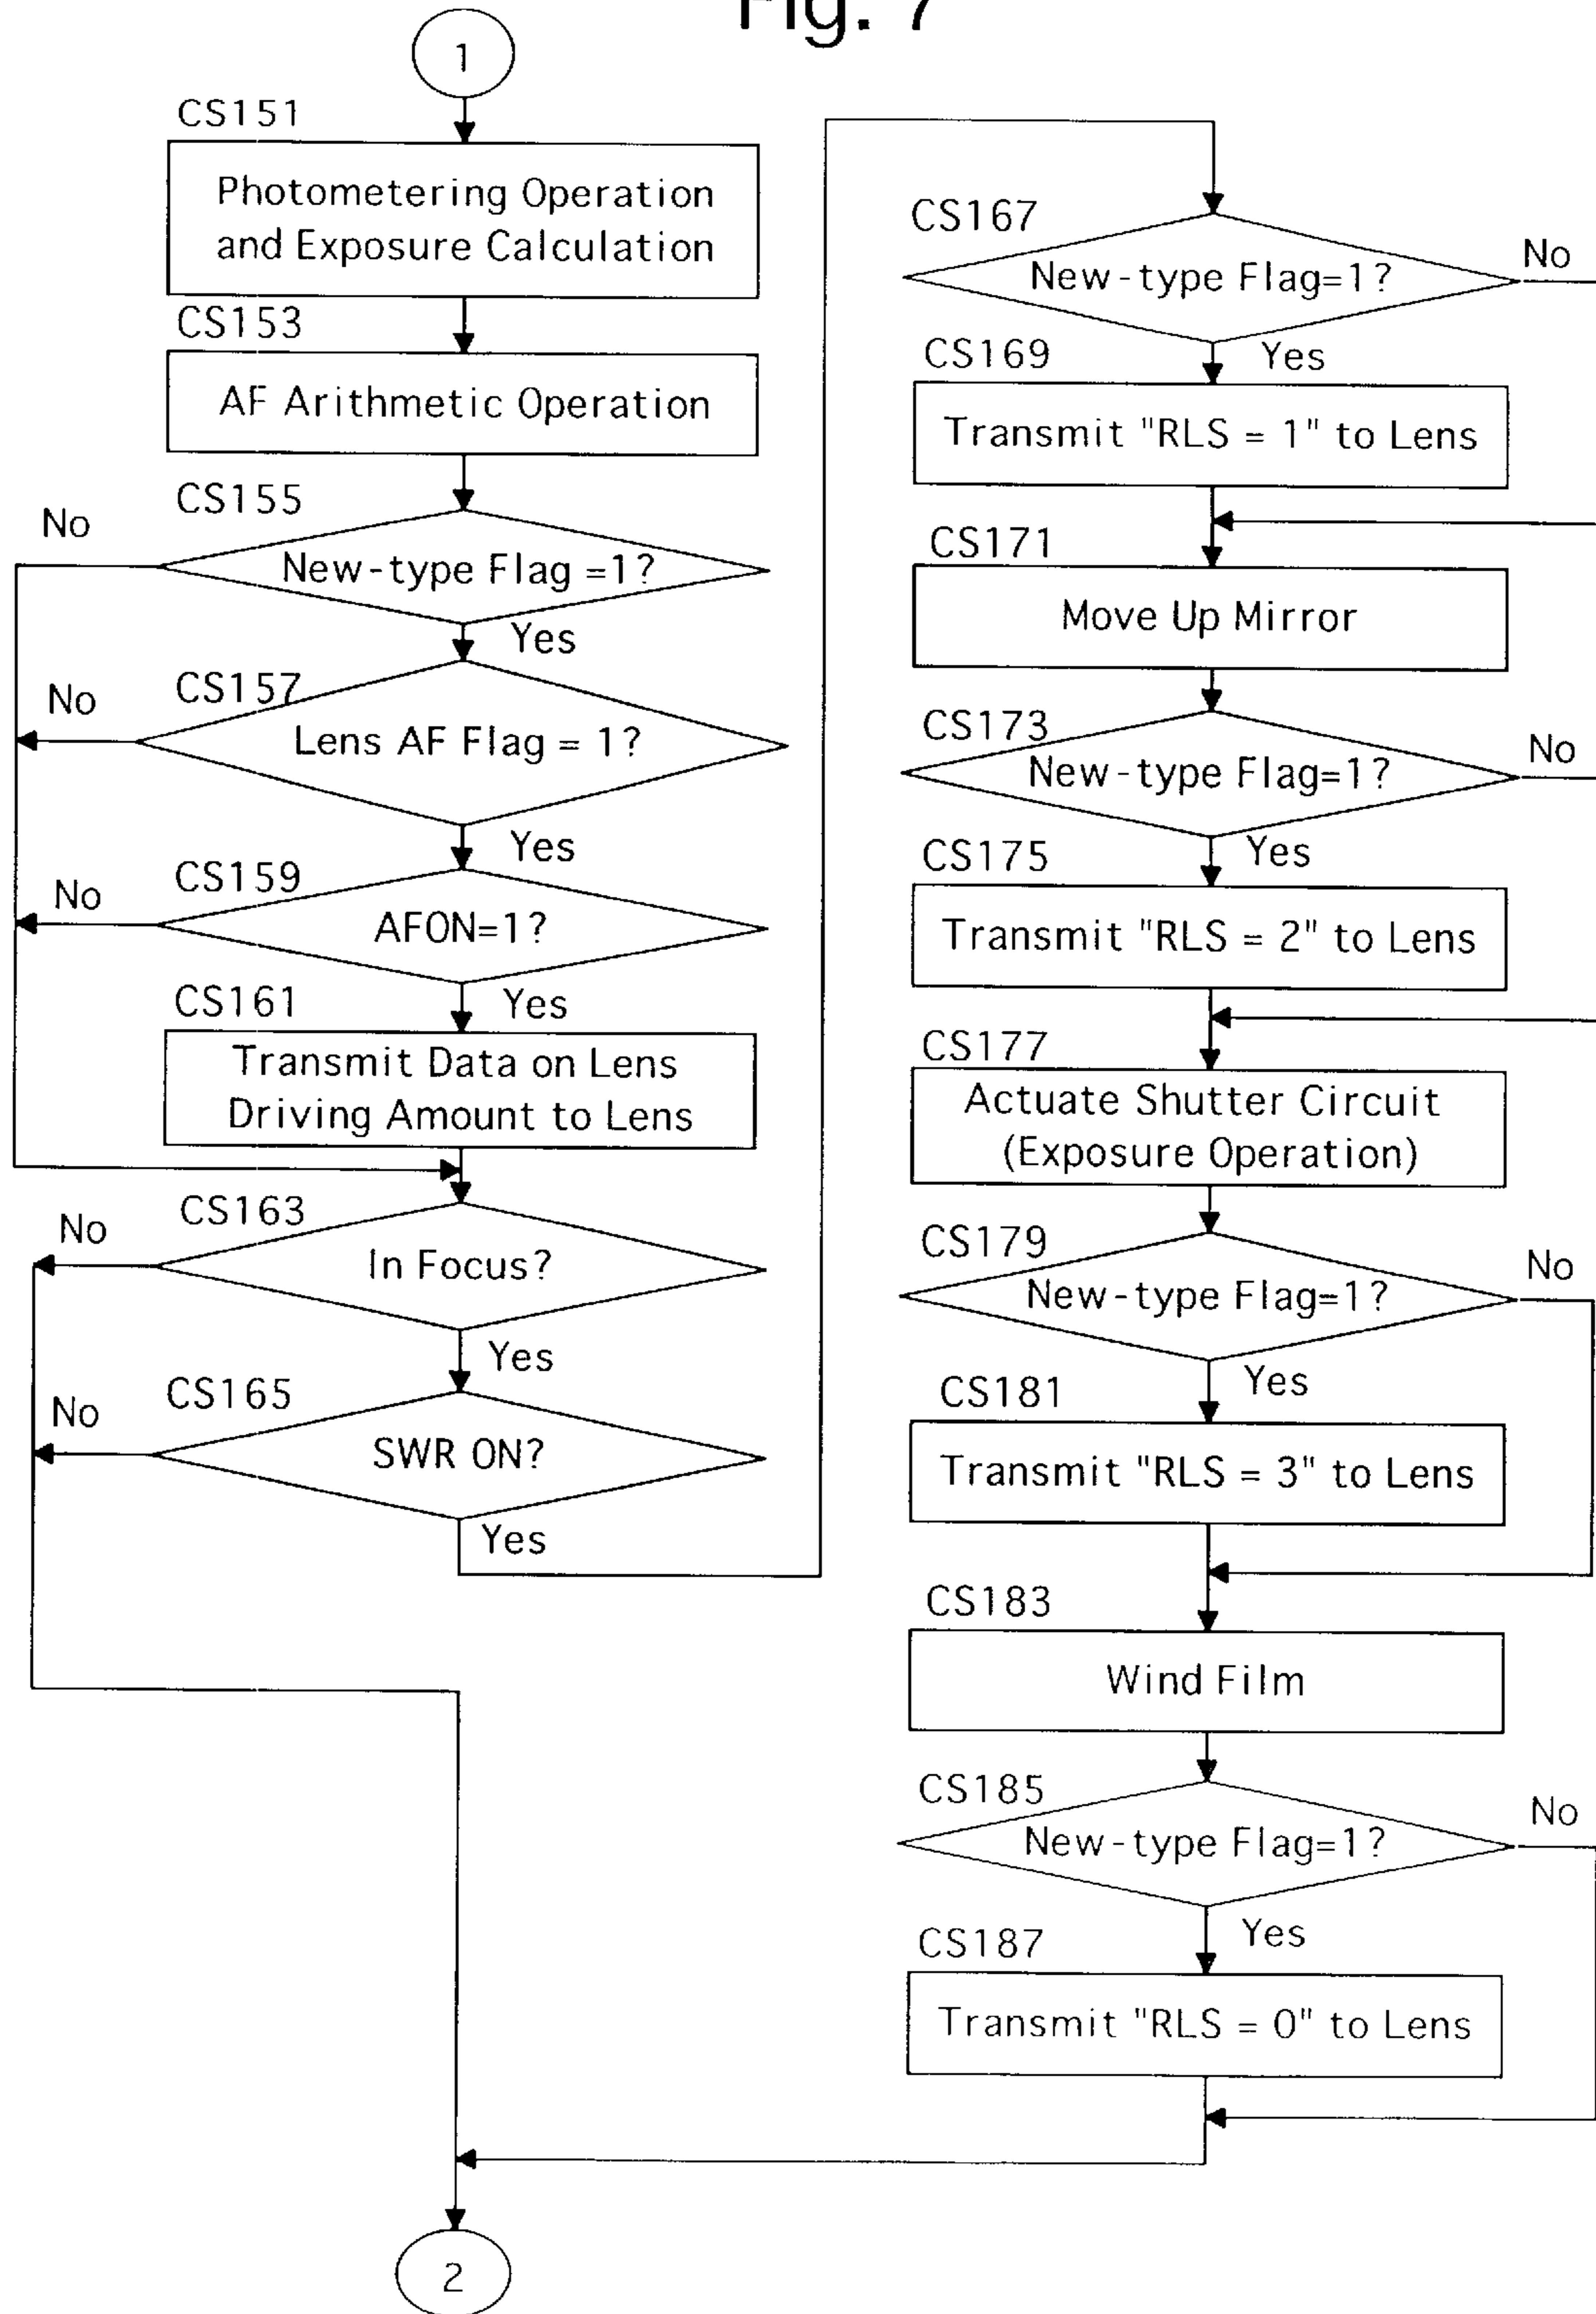 Fig. 7
1
CS151
Photometering Operation
and Exposure Calculation
CS153
AF Arithmetic Operation
CS155
No
New-type Flag =1?
Yes
CS157
No
Lens AF Flag = 1?
Yes
CS159
No
AFON=1?
Yes
CS161
Transmit Data on Lens
Driving Amount to Lens
CS163
No
In Focus?
Yes
CS165
No
SWR ON?
Yes
CS167
No
New-type Flag=1?
Yes
CS169
Transmit "RLS = 1" to Lens
CS171
Move Up Mirror
CS173
No
New-type Flag=1?
Yes
CS175
Transmit "RLS = 2" to Lens
CS177
Actuate Shutter Circuit
(Exposure Operation)
CS179
No
New-type Flag=1?
Yes
CS181
Transmit "RLS = 3" to Lens
CS183
Wind Film
CS185
No
New-type Flag=1?
Yes
CS187
Transmit "RLS = 0" to Lens
2